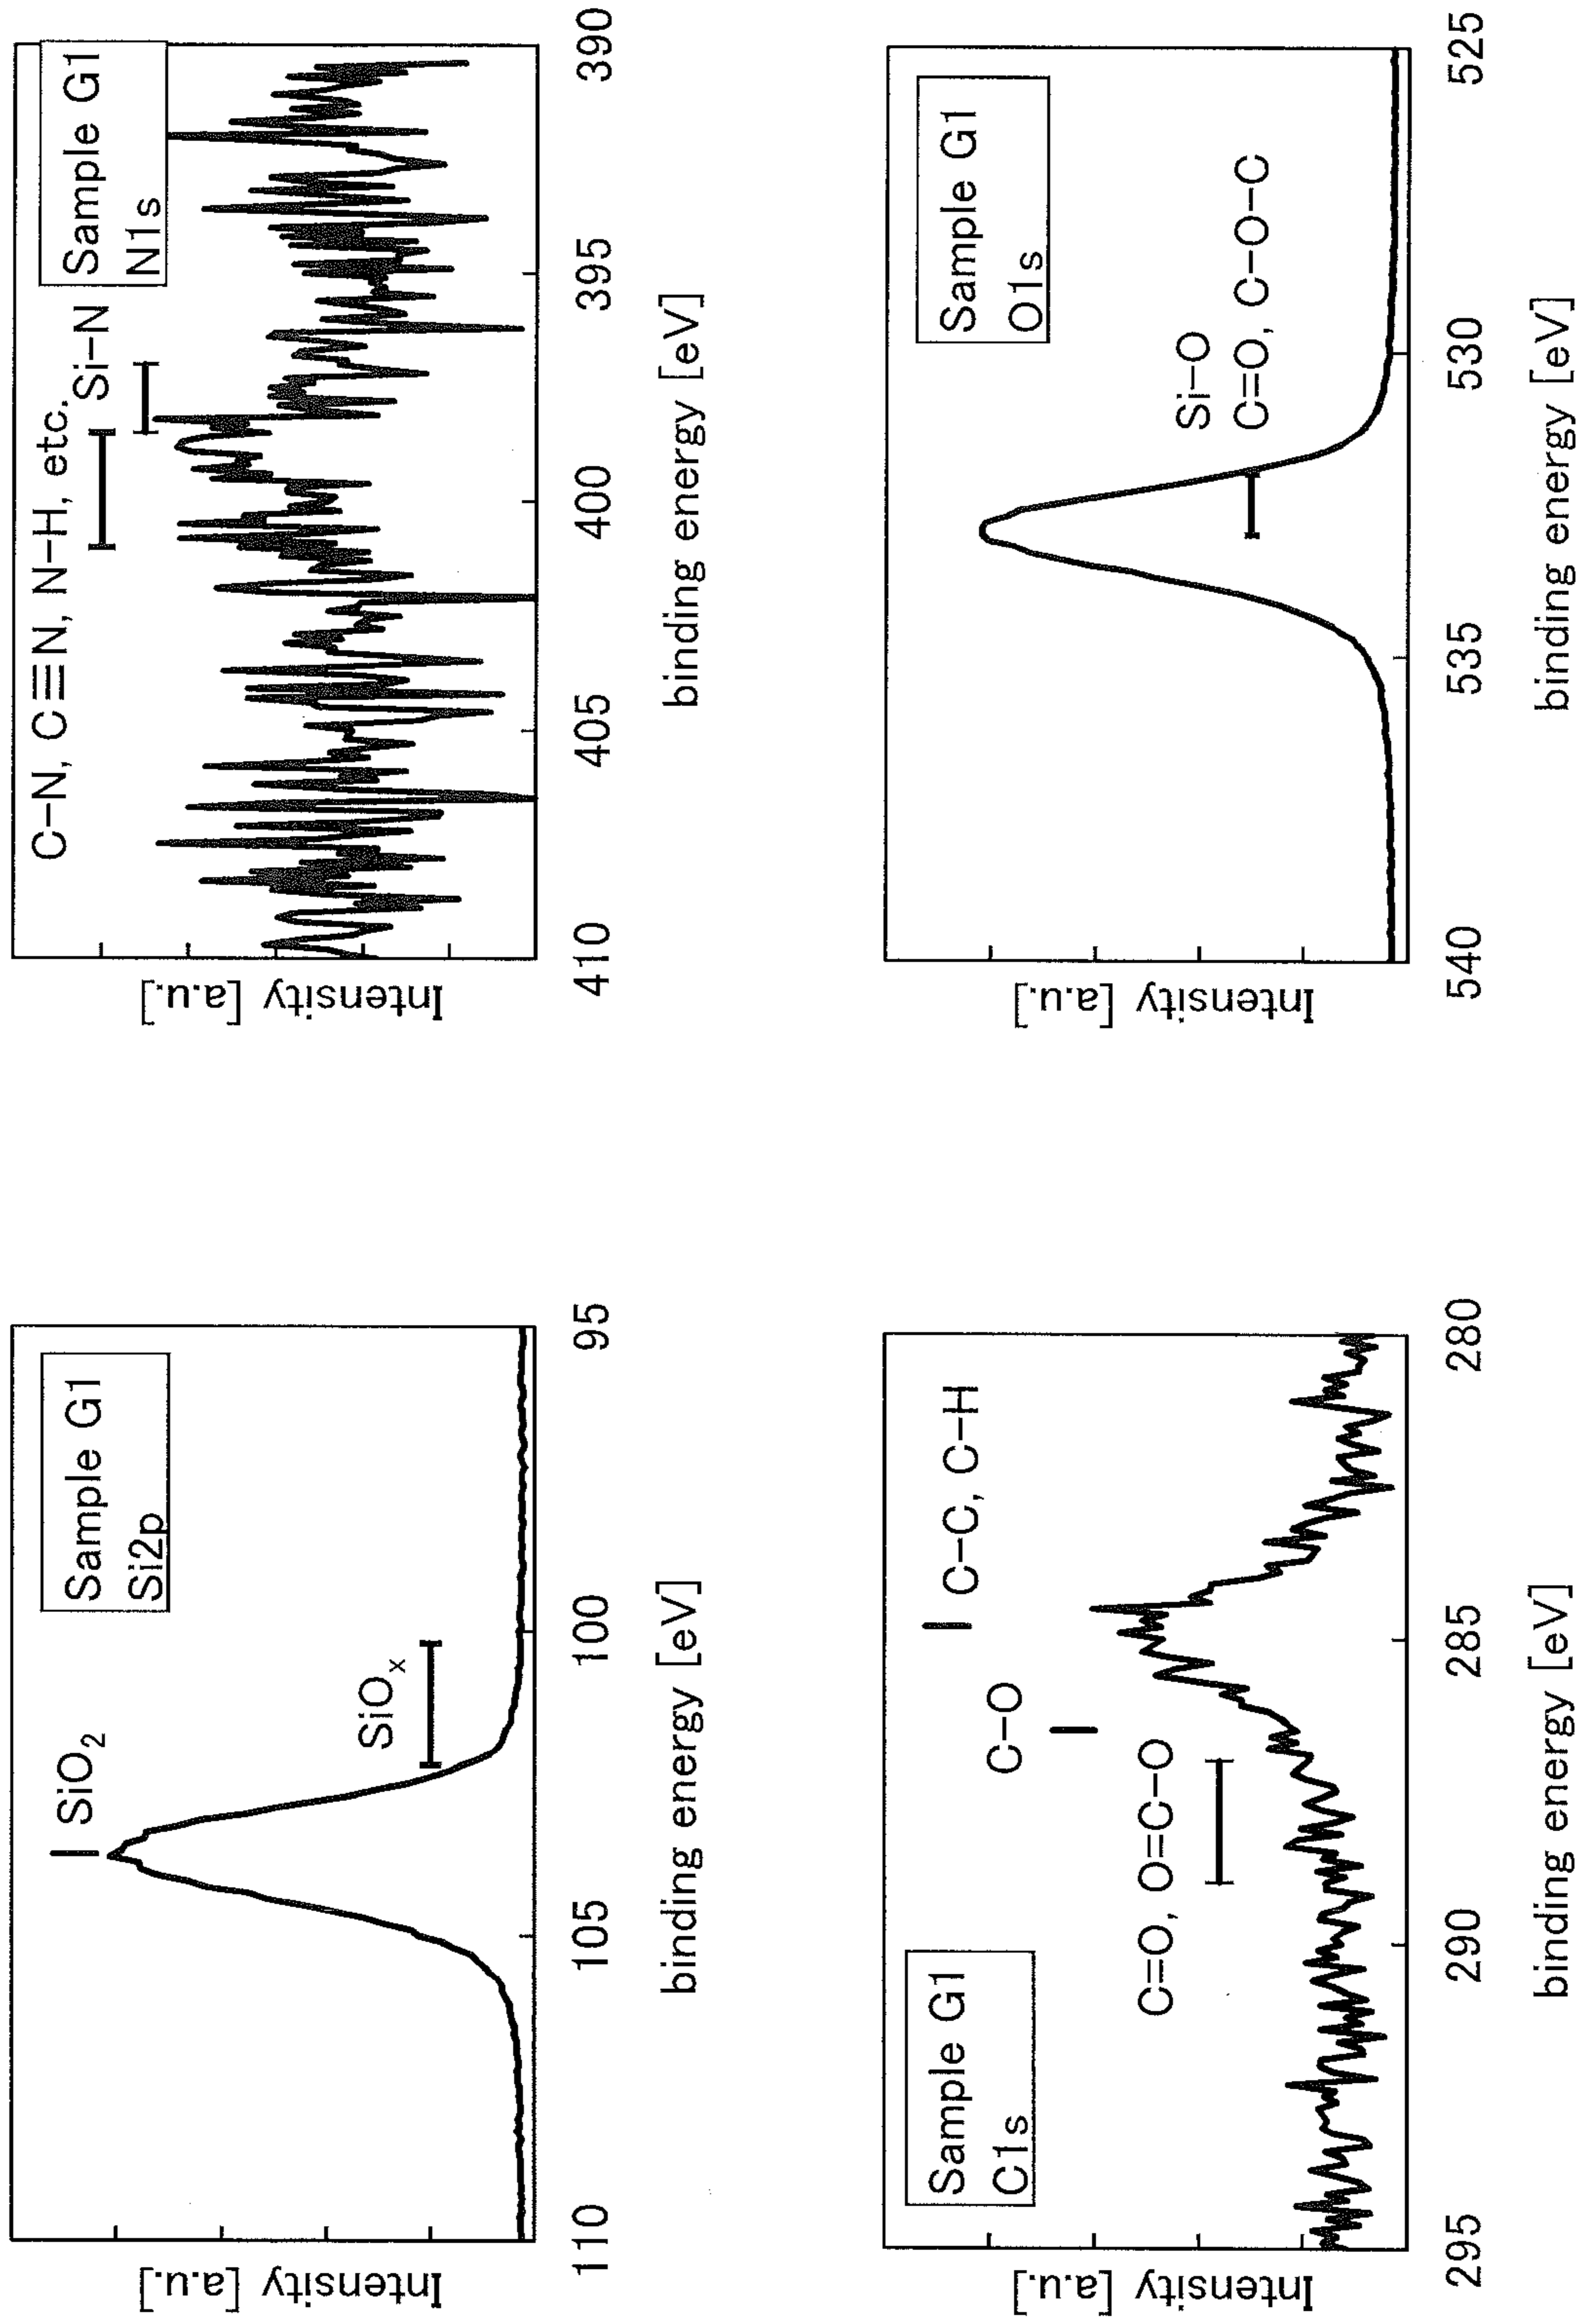 SiO2
Sample G1
Si2p
SiOx
Intensity [a.u.]
110
105
100
95
binding energy [eV]
C-N, C≡N, N-H, etc.
Si-N
Sample G1
N1s
Intensity [a.u.]
410
405
400
395
390
binding energy [eV]
Sample G1
C1s
C=O, O=C-O
C-O
C-C, C-H
Intensity [a.u.]
295
290
285
280
binding energy [eV]
Sample G1
O1s
Si-O
C=O, C-O-C
Intensity [a.u.]
540
535
530
525
binding energy [eV]